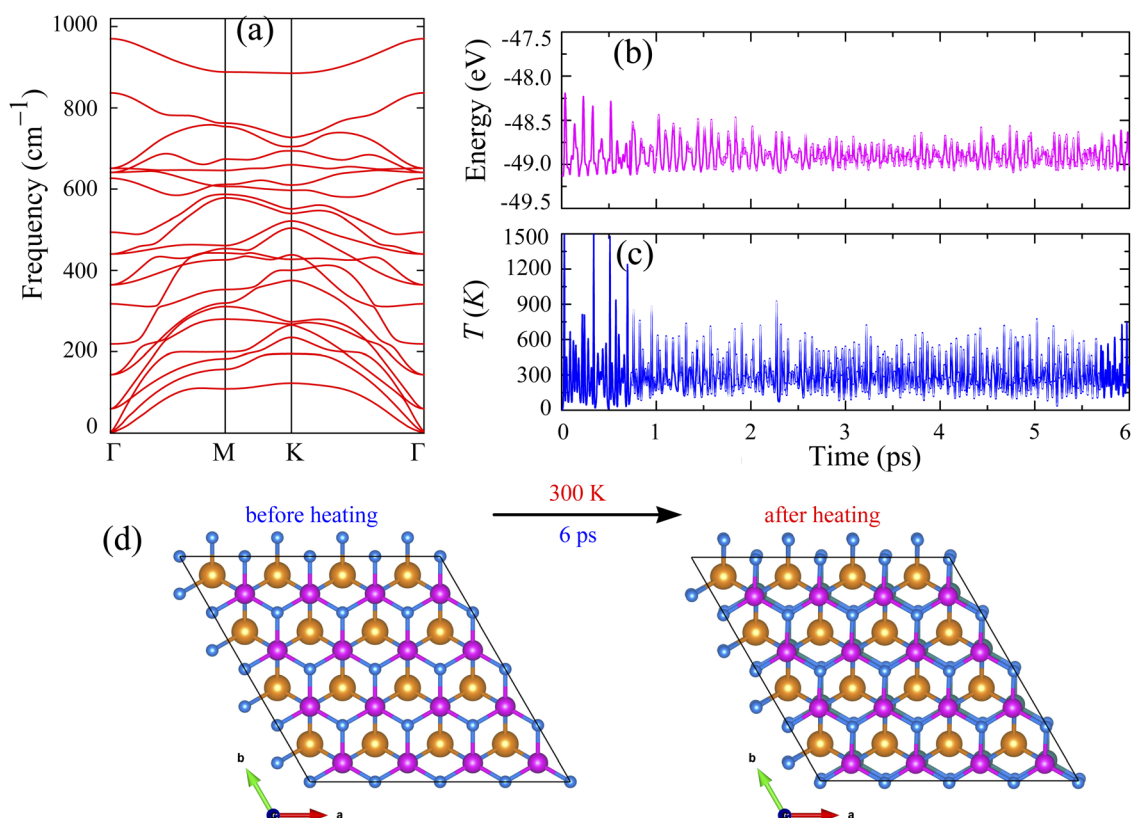 (a)
1000
800
600
400
200
0
Frequency (cm−1)
Γ M K Γ
(b)
-47.5
-48.0
-48.5
-49.0
-49.5
Energy (eV)
(c)
1500
1200
900
600
300
0
T (K)
0 1 2 3 4 5 6
Time (ps)
(d)
before heating
300 K
6 ps
after heating
b
c
a
b
c
a